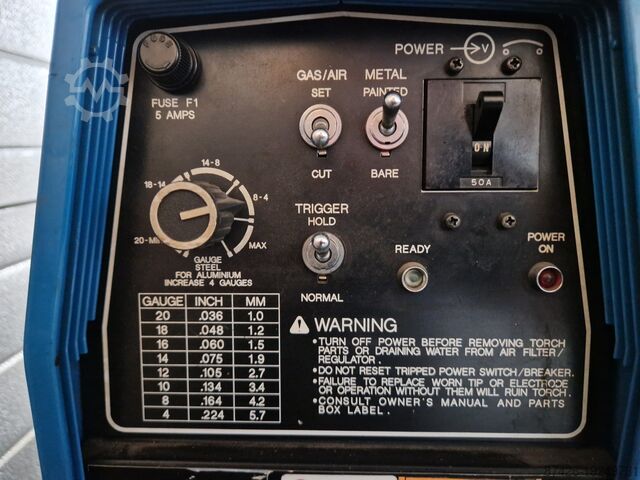 FUSE
FUSE F1
5 AMPS
GAS/AIR
SET
CUT
METAL
PAINTED
BARE
POWER V
ON
50A
14-8
18-14
8-4
20-MIN
MAX
GAUGE
STEEL
FOR ALUMINIUM
INCREASE 4 GAUGES
TRIGGER
HOLD
NORMAL
READY
POWER
ON
GAUGE INCH MM
20 .036 1.0
18 .048 1.2
16 .060 1.5
14 .075 1.9
12 .105 2.7
10 .134 3.4
8 .164 4.2
4 .224 5.7
WARNING
•TURN OFF POWER BEFORE REMOVING TORCH
PARTS OR DRAINING WATER FROM AIR FILTER/
REGULATOR.
•DO NOT RESET TRIPPED POWER SWITCH/BREAKER.
•FAILURE TO REPLACE WORN TIP OR ELECTRODE
OR OPERATION WITHOUT THEM WILL RUIN TORCH.
•CONSULT OWNER'S MANUAL AND PARTS
BOX LABEL.